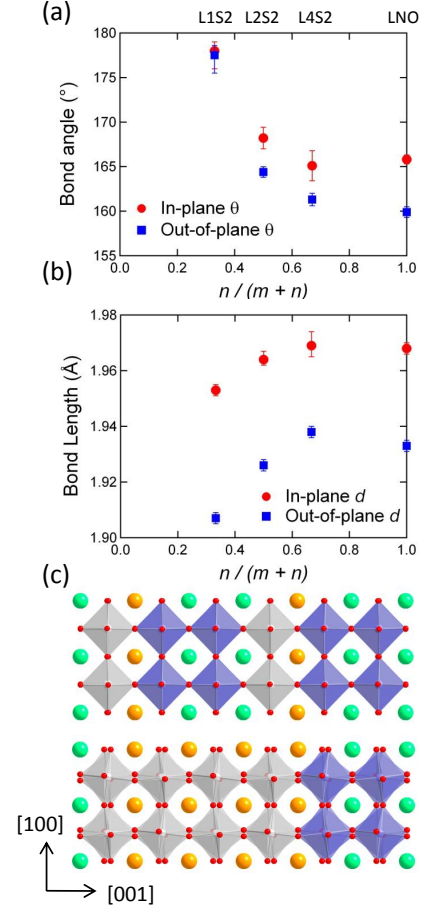 (a)
L1S2 L2S2 L4S2 LNO
180
175
170
165
160
155
Bond angle (°)
In-plane θ
Out-of-plane θ
0.0 0.2 0.4 0.6 0.8 1.0
n / (m + n)
(b)
1.98
1.96
1.94
1.92
1.90
Bond Length (Å)
In-plane d
Out-of-plane d
0.0 0.2 0.4 0.6 0.8 1.0
n / (m + n)
(c)
[100]
[001]